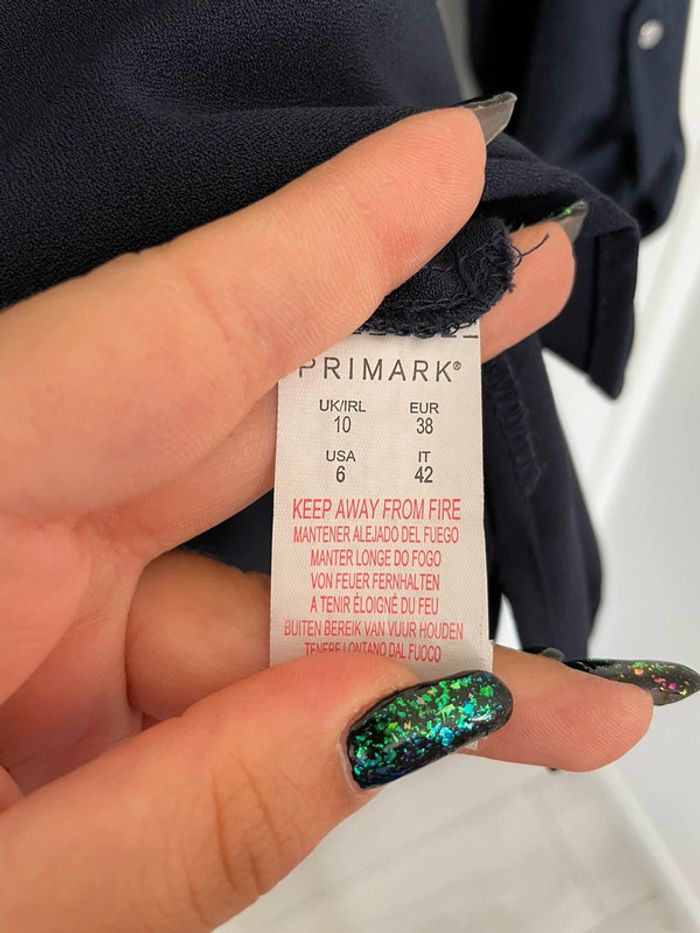 PRIMARK®
UK/IRL EUR
10 38
USA IT
6 42
KEEP AWAY FROM FIRE
MANTENER ALEJADO DEL FUEGO
MANTER LONGE DO FOGO
VON FEUER FERNHALTEN
A TENIR ÉLOIGNÉ DU FEU
BUITEN BEREIK VAN VUUR HOUDEN
TENERE LONTANO DAL FUOCO